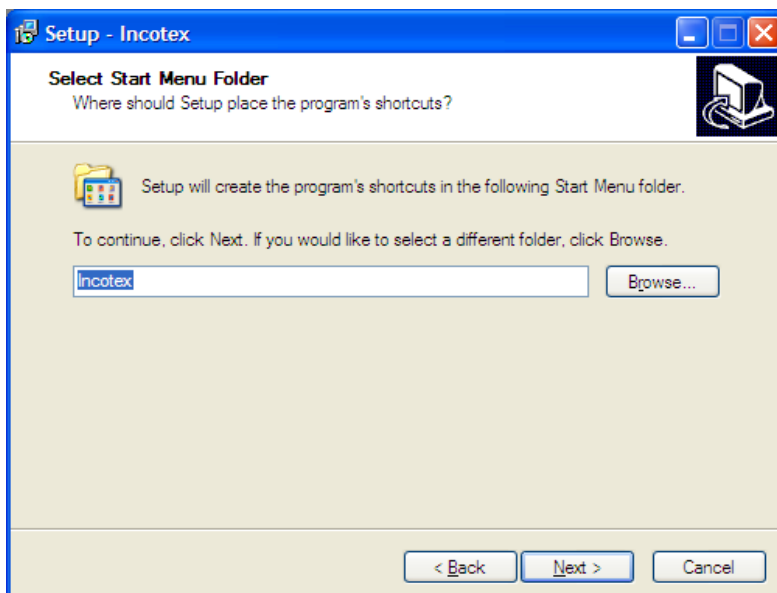 Setup - Incotex
Select Start Menu Folder
Where should Setup place the program's shortcuts?
Setup will create the program's shortcuts in the following Start Menu folder.
To continue, click Next. If you would like to select a different folder, click Browse.
Incotex
Browse...
< Back
Next >
Cancel